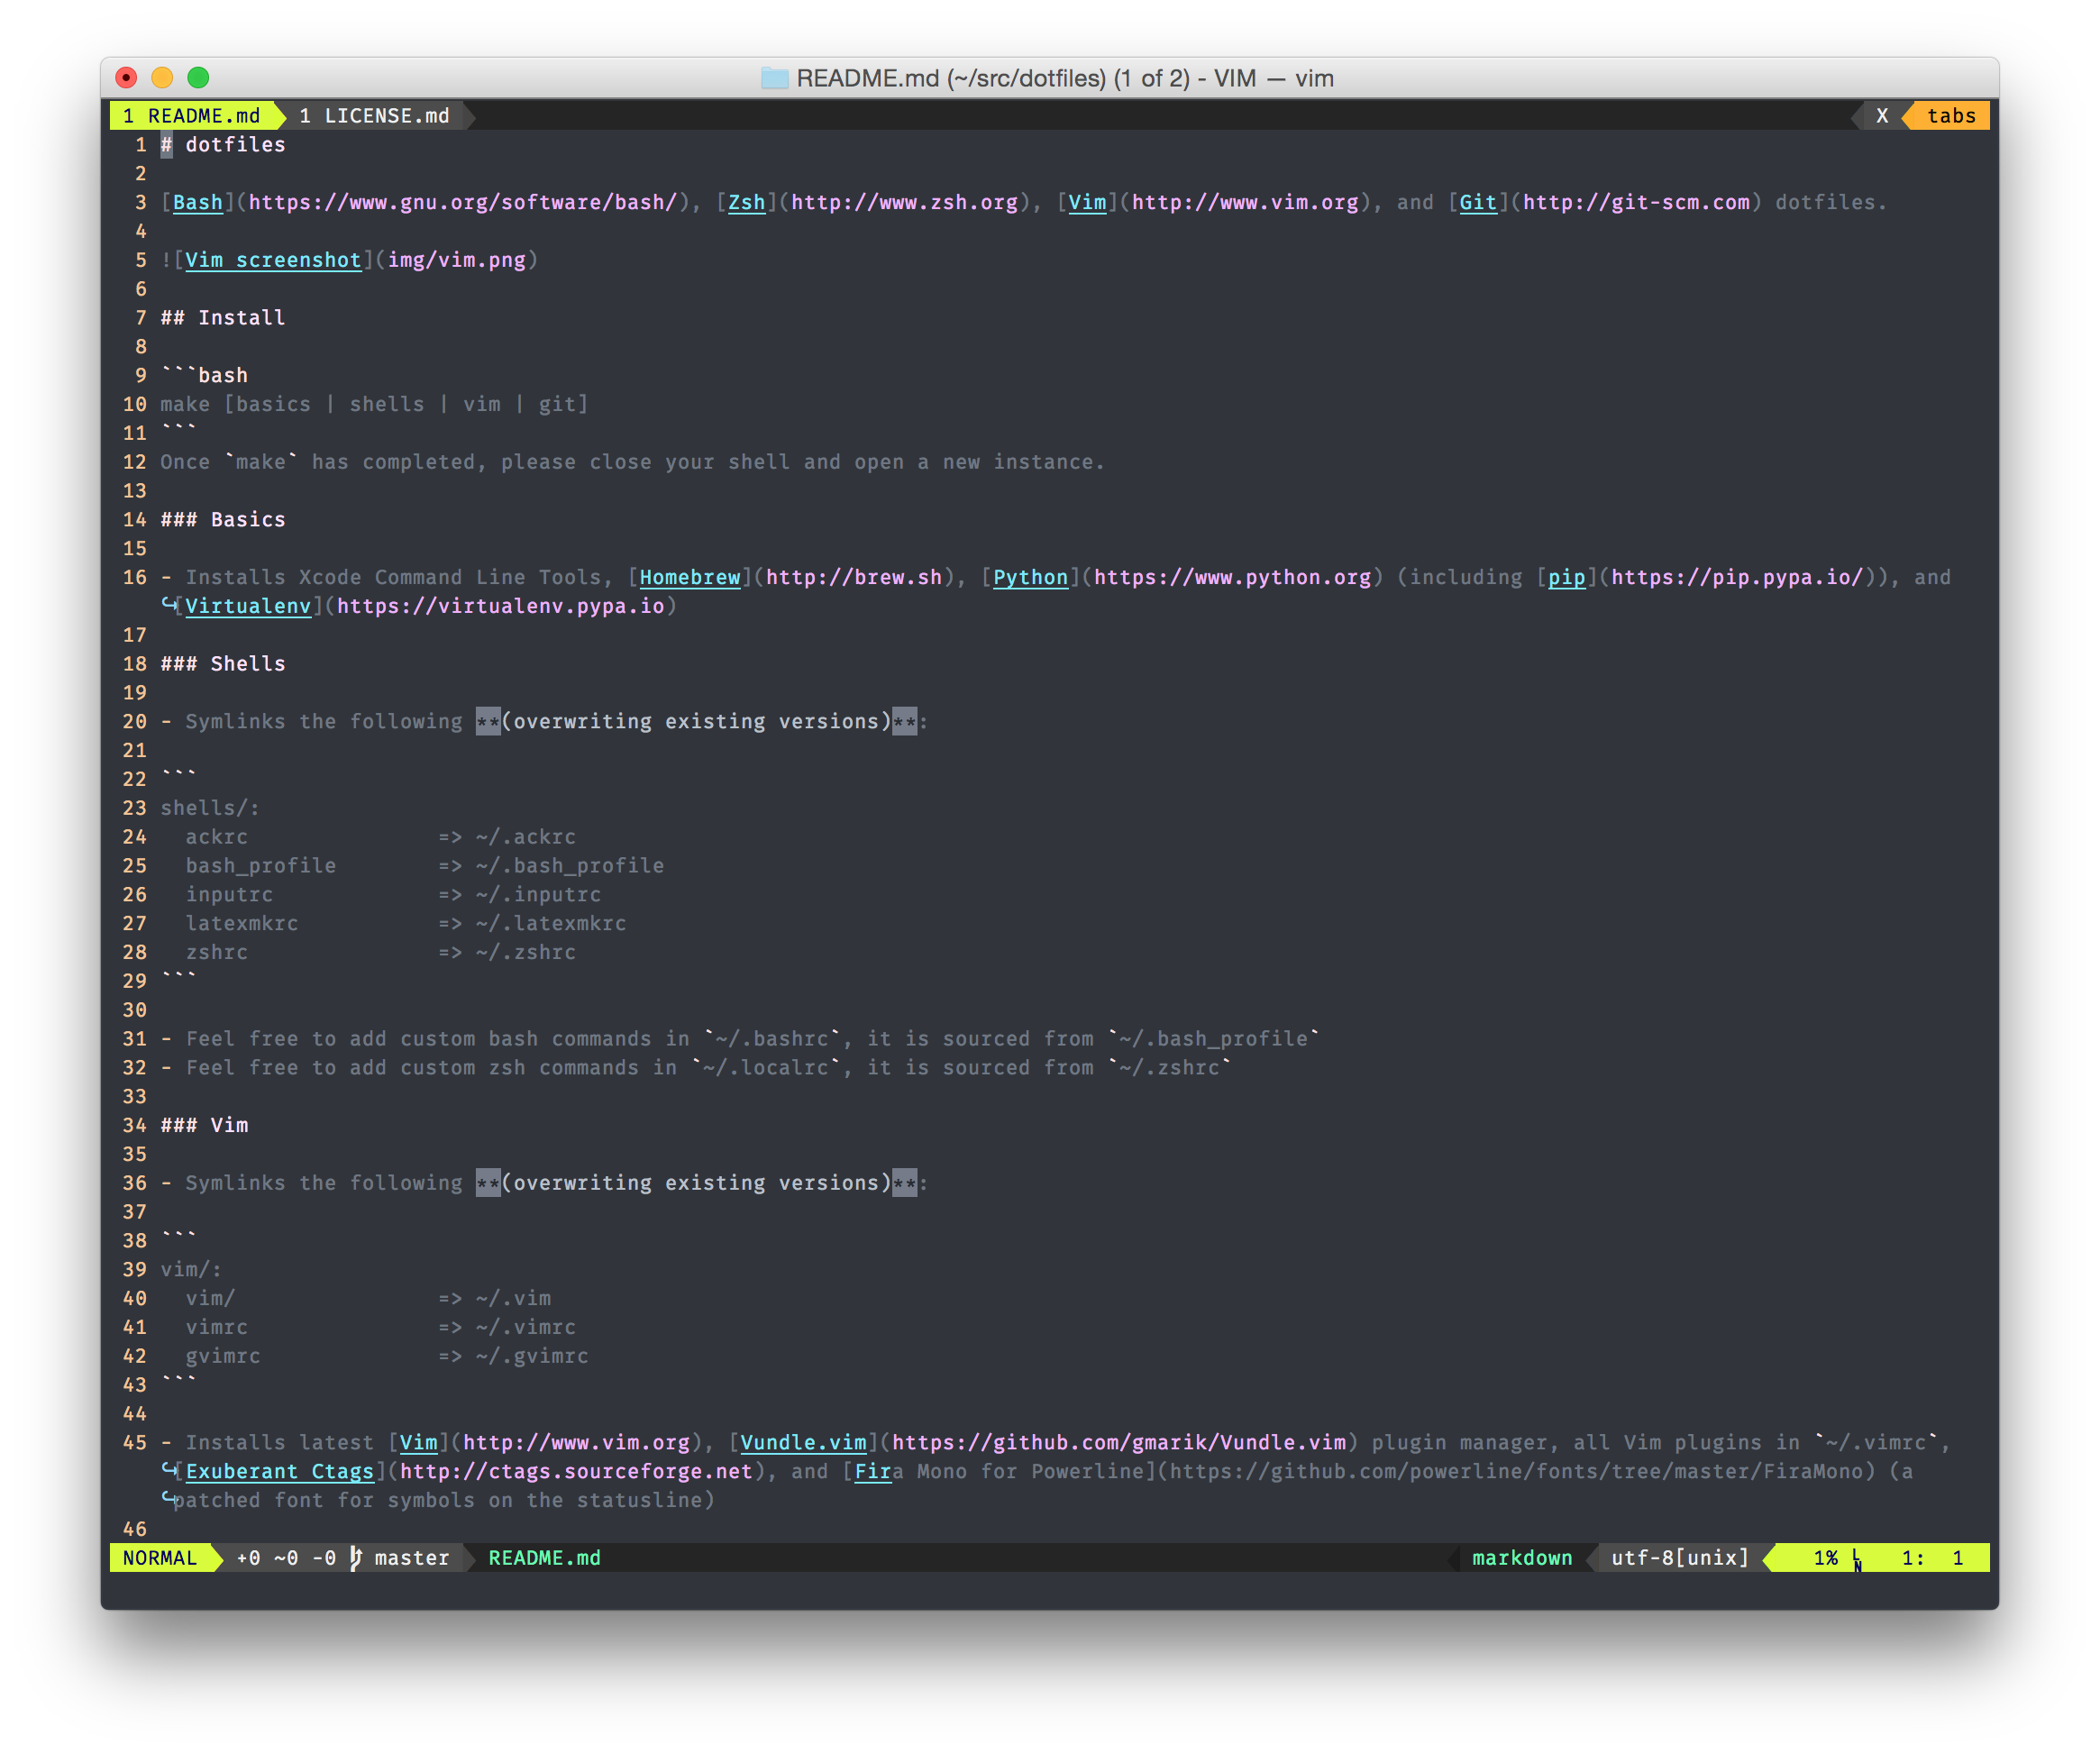 README.md (~/src/dotfiles) (1 of 2) - VIM — vim
1 README.md 1 LICENSE.md X tabs
1 # dotfiles
2
3 [Bash](https://www.gnu.org/software/bash/), [Zsh](http://www.zsh.org), [Vim](http://www.vim.org), and [Git](http://git-scm.com) dotfiles.
4
5 ![Vim screenshot](img/vim.png)
6
7 ## Install
8
9 ```bash
10 make [basics | shells | vim | git]
11 ```
12 Once `make` has completed, please close your shell and open a new instance.
13
14 ### Basics
15
16 - Installs Xcode Command Line Tools, [Homebrew](http://brew.sh), [Python](https://www.python.org) (including [pip](https://pip.pypa.io/)), and
↪[Virtualenv](https://virtualenv.pypa.io)
17
18 ### Shells
19
20 - Symlinks the following **(overwriting existing versions)**:
21
22 ```
23 shells/:
24   ackrc => ~/.ackrc
25   bash_profile => ~/.bash_profile
26   inputrc => ~/.inputrc
27   latexmkrc => ~/.latexmkrc
28   zshrc => ~/.zshrc
29 ```
30
31 - Feel free to add custom bash commands in `~/.bashrc`, it is sourced from `~/.bash_profile`
32 - Feel free to add custom zsh commands in `~/.localrc`, it is sourced from `~/.zshrc`
33
34 ### Vim
35
36 - Symlinks the following **(overwriting existing versions)**:
37
38 ```
39 vim/:
40   vim/ => ~/.vim
41   vimrc => ~/.vimrc
42   gvimrc => ~/.gvimrc
43 ```
44
45 - Installs latest [Vim](http://www.vim.org), [Vundle.vim](https://github.com/gmarik/Vundle.vim) plugin manager, all Vim plugins in `~/.vimrc`,
↪[Exuberant Ctags](http://ctags.sourceforge.net), and [Fira Mono for Powerline](https://github.com/powerline/fonts/tree/master/FiraMono) (a
↪patched font for symbols on the statusline)
46
NORMAL +0 ~0 -0 master README.md markdown utf-8[unix] 1% LN 1: 1